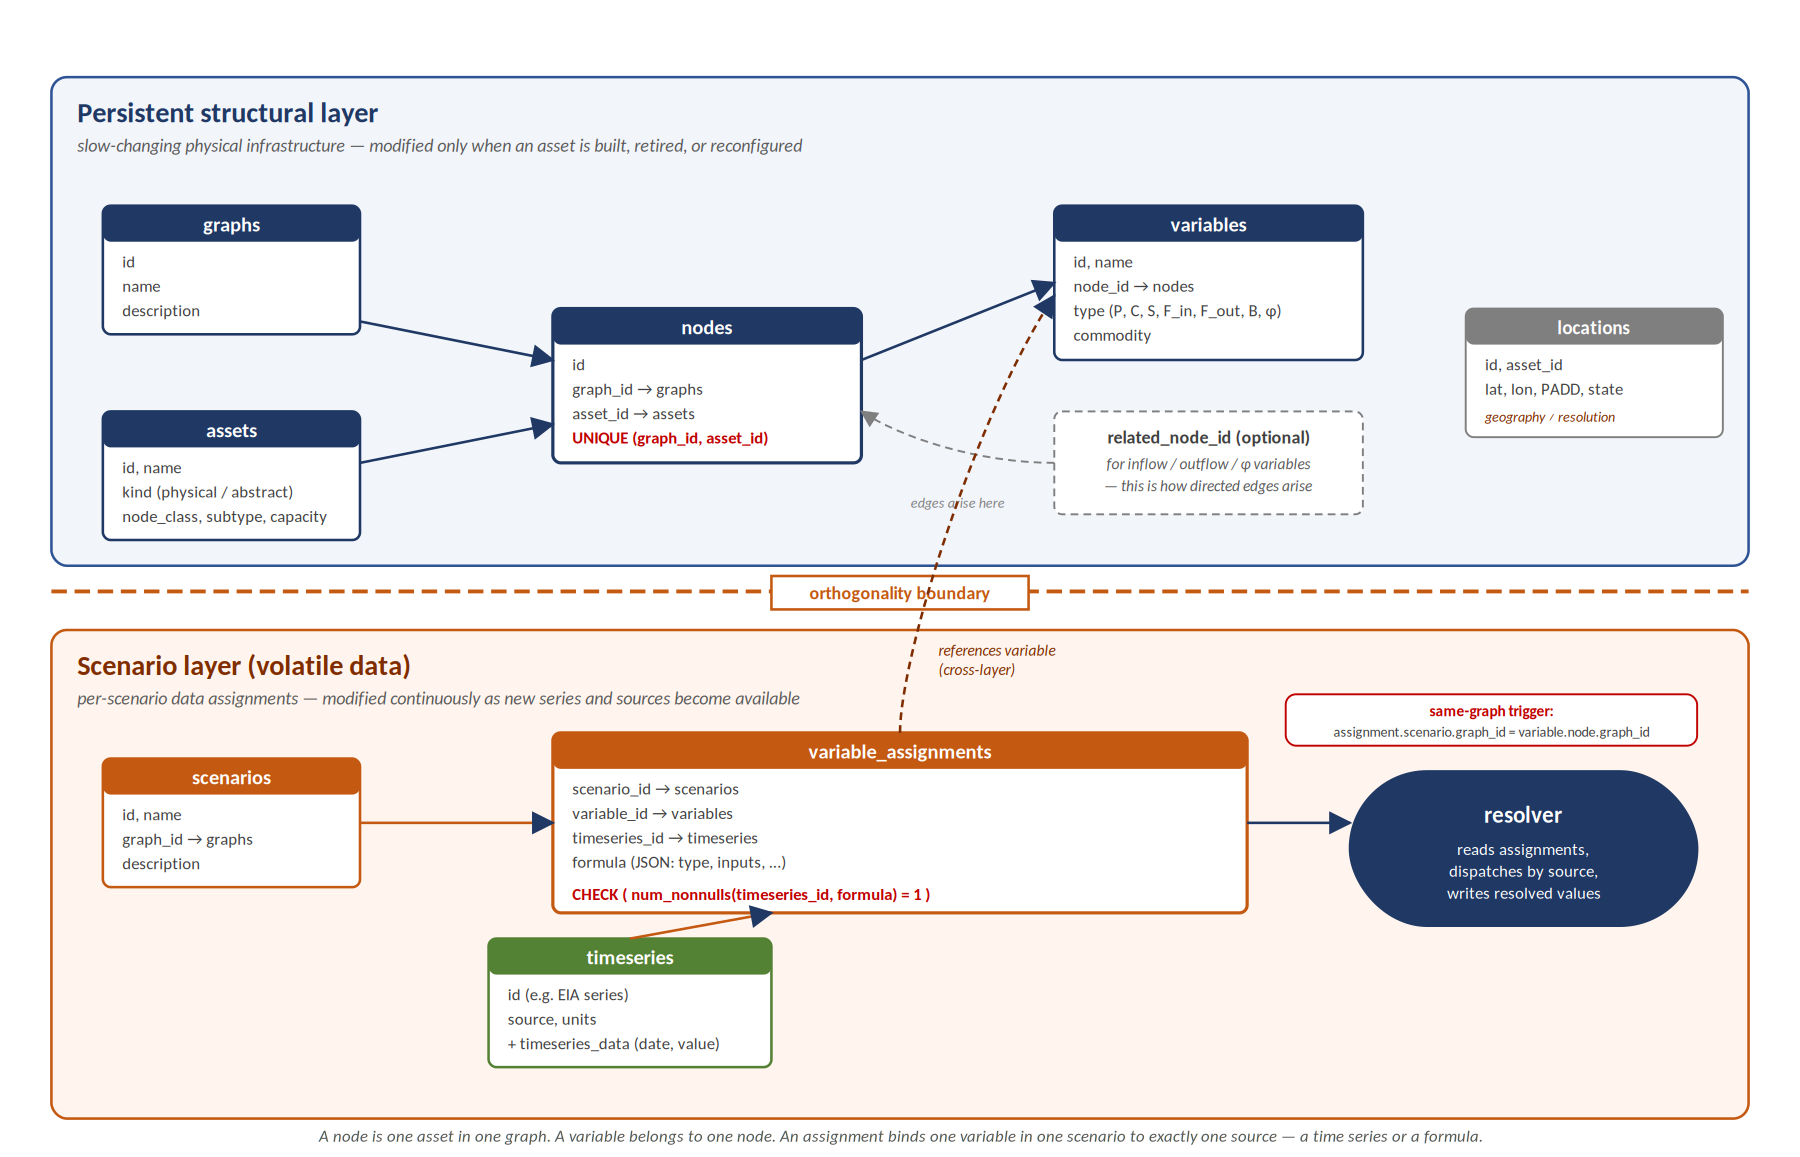 Persistent structural layer
slow-changing physical infrastructure — modified only when an asset is built, retired, or reconfigured
graphs
id
name
description
assets
id, name
kind (physical / abstract)
node_class, subtype, capacity
nodes
id
graph_id → graphs
asset_id → assets
UNIQUE (graph_id, asset_id)
variables
id, name
node_id → nodes
type (P, C, S, F_in, F_out, B, φ)
commodity
related_node_id (optional)
for inflow / outflow / φ variables
— this is how directed edges arise
edges arise here
locations
id, asset_id
lat, lon, PADD, state
geography / resolution
orthogonality boundary
Scenario layer (volatile data)
per-scenario data assignments — modified continuously as new series and sources become available
references variable
(cross-layer)
scenarios
id, name
graph_id → graphs
description
variable_assignments
scenario_id → scenarios
variable_id → variables
timeseries_id → timeseries
formula (JSON: type, inputs, ...)
CHECK ( num_nonnulls(timeseries_id, formula) = 1 )
same-graph trigger:
assignment.scenario.graph_id = variable.node.graph_id
resolver
reads assignments,
dispatches by source,
writes resolved values
timeseries
id (e.g. EIA series)
source, units
+ timeseries_data (date, value)
A node is one asset in one graph. A variable belongs to one node. An assignment binds one variable in one scenario to exactly one source — a time series or a formula.